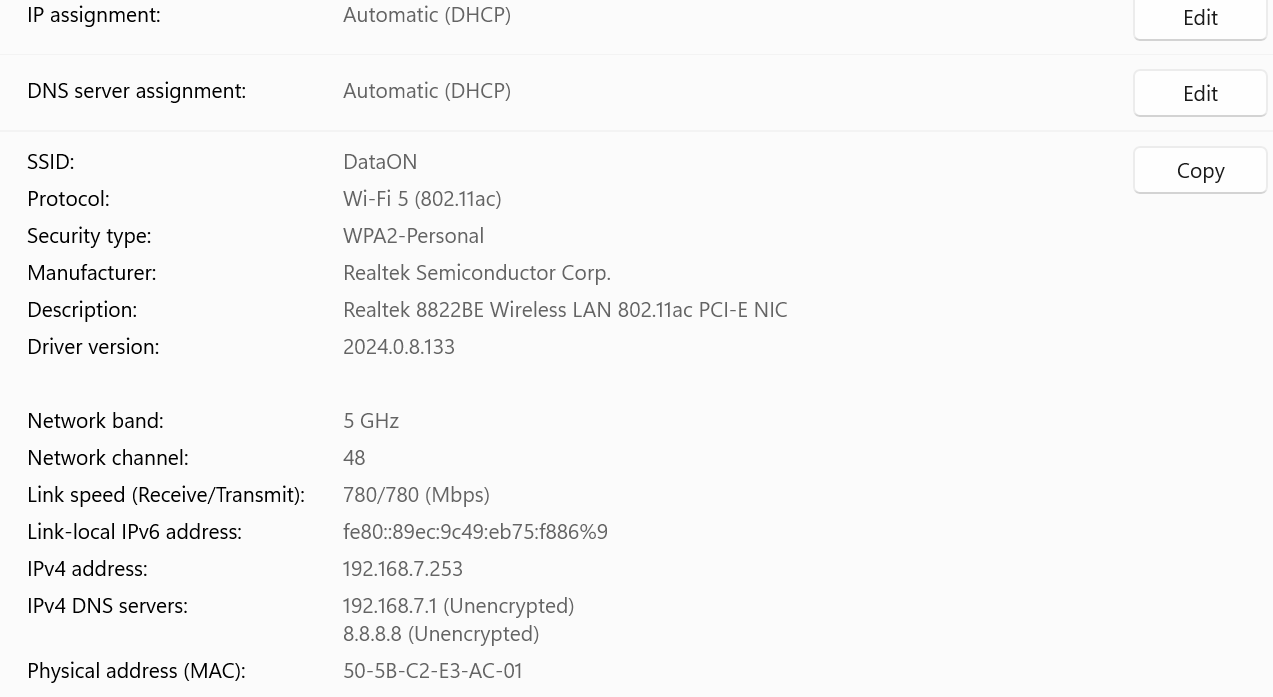 IP assignment: Automatic (DHCP) Edit
DNS server assignment: Automatic (DHCP) Edit
SSID: DataON Copy
Protocol: Wi-Fi 5 (802.11ac)
Security type: WPA2-Personal
Manufacturer: Realtek Semiconductor Corp.
Description: Realtek 8822BE Wireless LAN 802.11ac PCI-E NIC
Driver version: 2024.0.8.133
Network band: 5 GHz
Network channel: 48
Link speed (Receive/Transmit): 780/780 (Mbps)
Link-local IPv6 address: fe80::89ec:9c49:eb75:f886%9
IPv4 address: 192.168.7.253
IPv4 DNS servers: 192.168.7.1 (Unencrypted)
8.8.8.8 (Unencrypted)
Physical address (MAC): 50-5B-C2-E3-AC-01